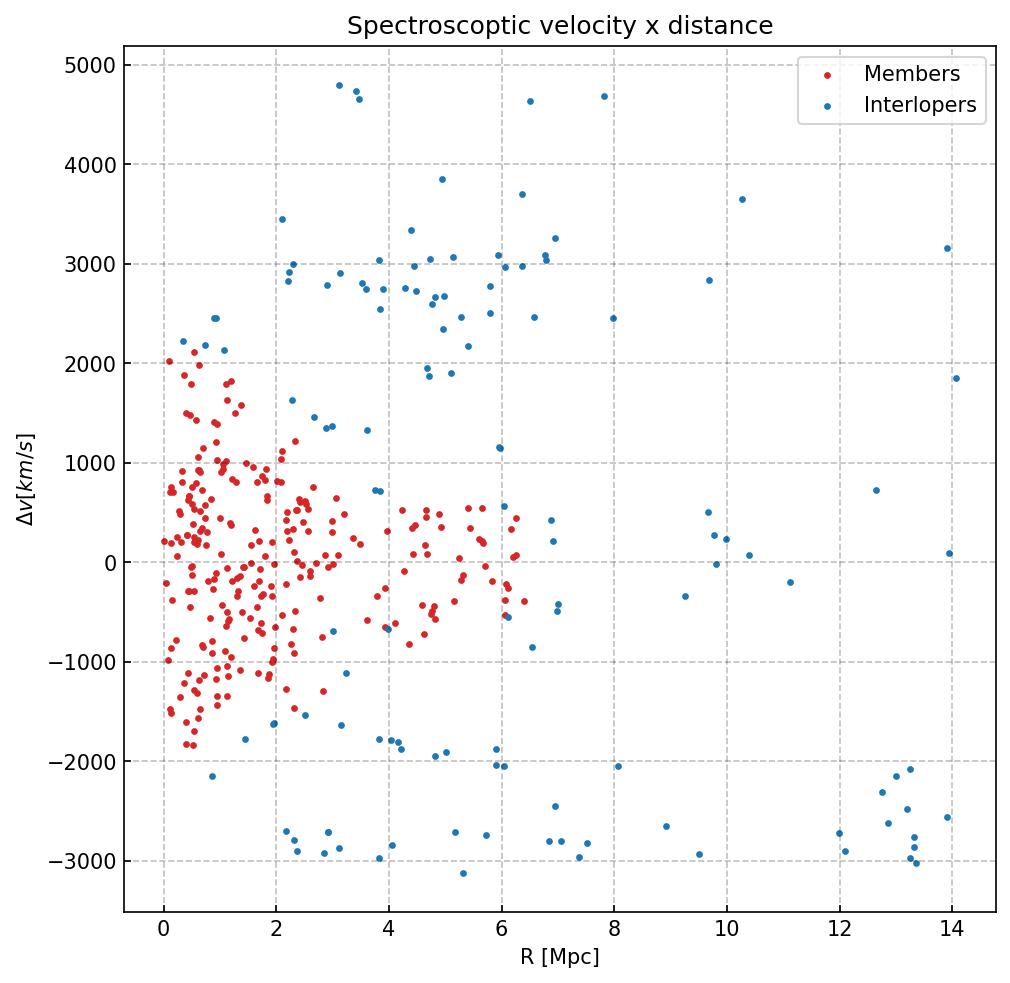 Spectroscoptic velocity x distance
Members
Interlopers
5000
4000
3000
2000
1000
0
−1000
−2000
−3000
Δv[km/s]
0 2 4 6 8 10 12 14
R [Mpc]